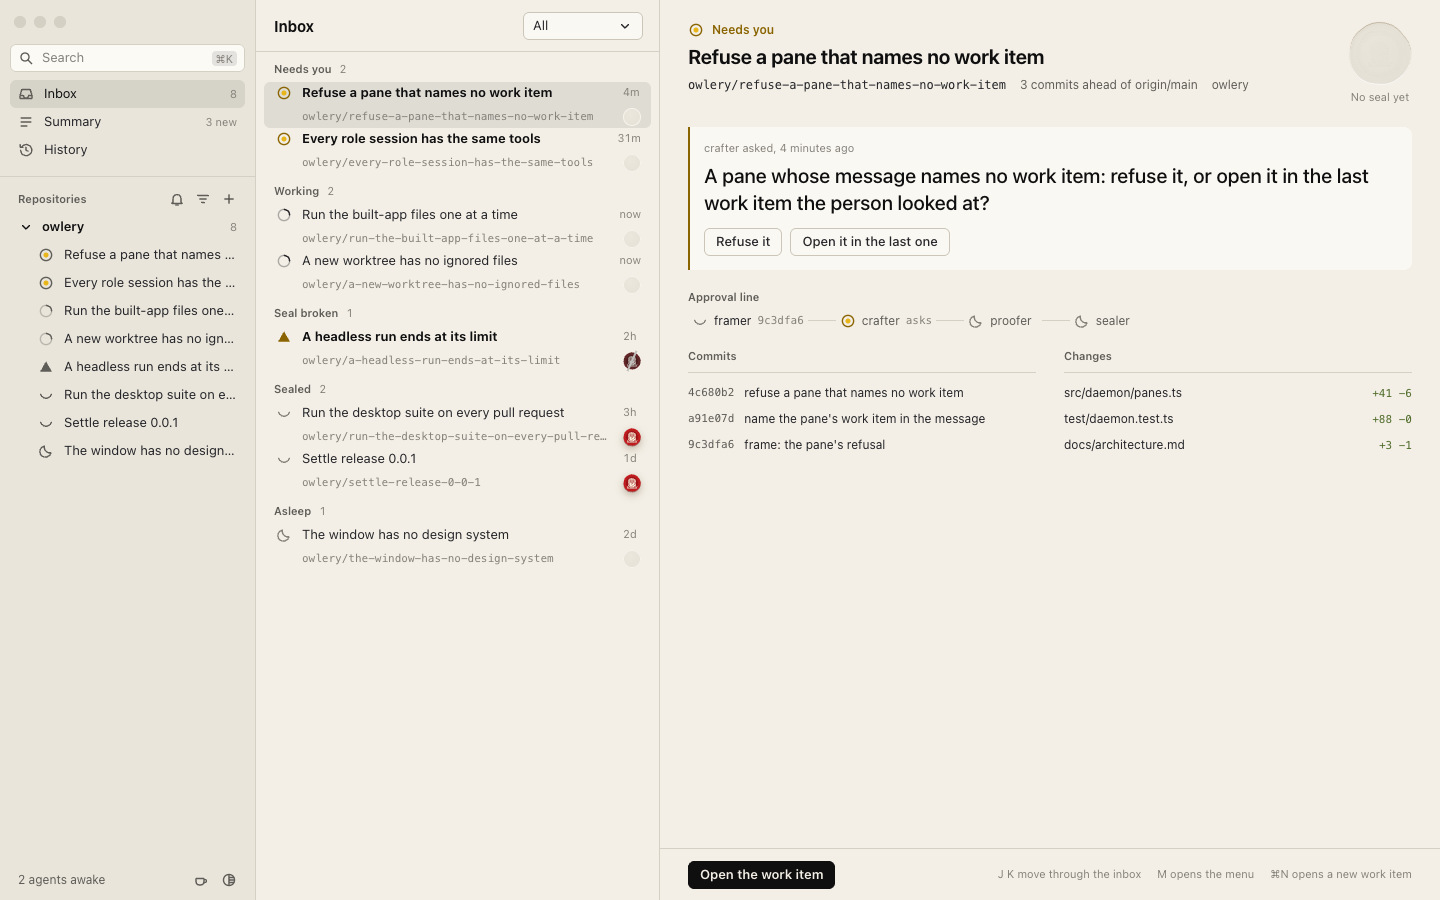 Search ⌘K
Inbox 8
Summary 3 new
History
Repositories
owlery 8
Refuse a pane that names ...
Every role session has the ...
Run the built-app files one...
A new worktree has no ign...
A headless run ends at its ...
Run the desktop suite on e...
Settle release 0.0.1
The window has no design...
2 agents awake
Inbox
All
Needs you 2
Refuse a pane that names no work item 4m
owlery/refuse-a-pane-that-names-no-work-item
Every role session has the same tools 31m
owlery/every-role-session-has-the-same-tools
Working 2
Run the built-app files one at a time now
owlery/run-the-built-app-files-one-at-a-time
A new worktree has no ignored files now
owlery/a-new-worktree-has-no-ignored-files
Seal broken 1
A headless run ends at its limit 2h
owlery/a-headless-run-ends-at-its-limit
Sealed 2
Run the desktop suite on every pull request 3h
owlery/run-the-desktop-suite-on-every-pull-re…
Settle release 0.0.1 1d
owlery/settle-release-0-0-1
Asleep 1
The window has no design system 2d
owlery/the-window-has-no-design-system
Needs you
Refuse a pane that names no work item
owlery/refuse-a-pane-that-names-no-work-item 3 commits ahead of origin/main owlery
No seal yet
crafter asked, 4 minutes ago
A pane whose message names no work item: refuse it, or open it in the last
work item the person looked at?
Refuse it Open it in the last one
Approval line
framer 9c3dfa6 crafter asks proofer sealer
Commits Changes
4c680b2 refuse a pane that names no work item src/daemon/panes.ts +41 −6
a91e07d name the pane's work item in the message test/daemon.test.ts +88 −0
9c3dfa6 frame: the pane's refusal docs/architecture.md +3 −1
Open the work item J K move through the inbox M opens the menu ⌘N opens a new work item